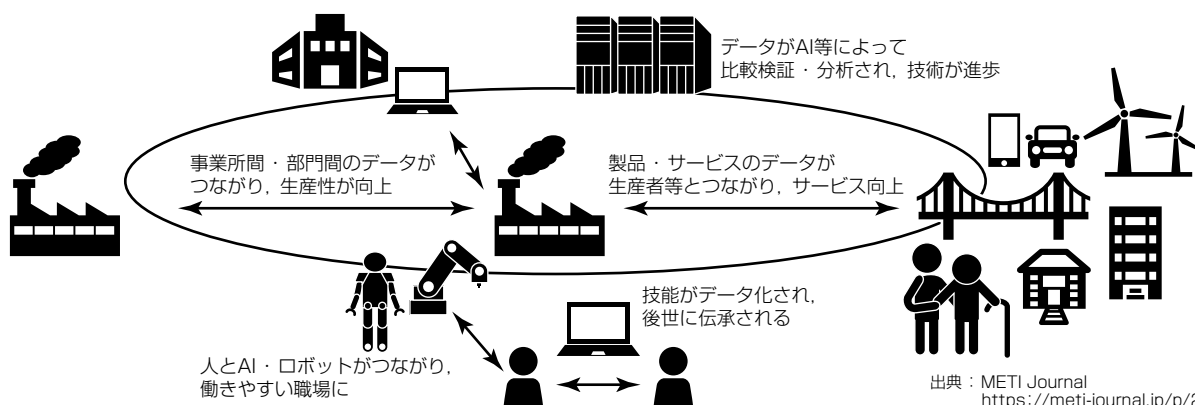 データがAI等によって
比較検証・分析され，技術が進歩
事業所間・部門間のデータが
つながり，生産性が向上
製品・サービスのデータが
生産者等とつながり，サービス向上
技能がデータ化され，
後世に伝承される
人とAI・ロボットがつながり，
働きやすい職場に
出典：METI Journal
https://meti-journal.jp/p/2